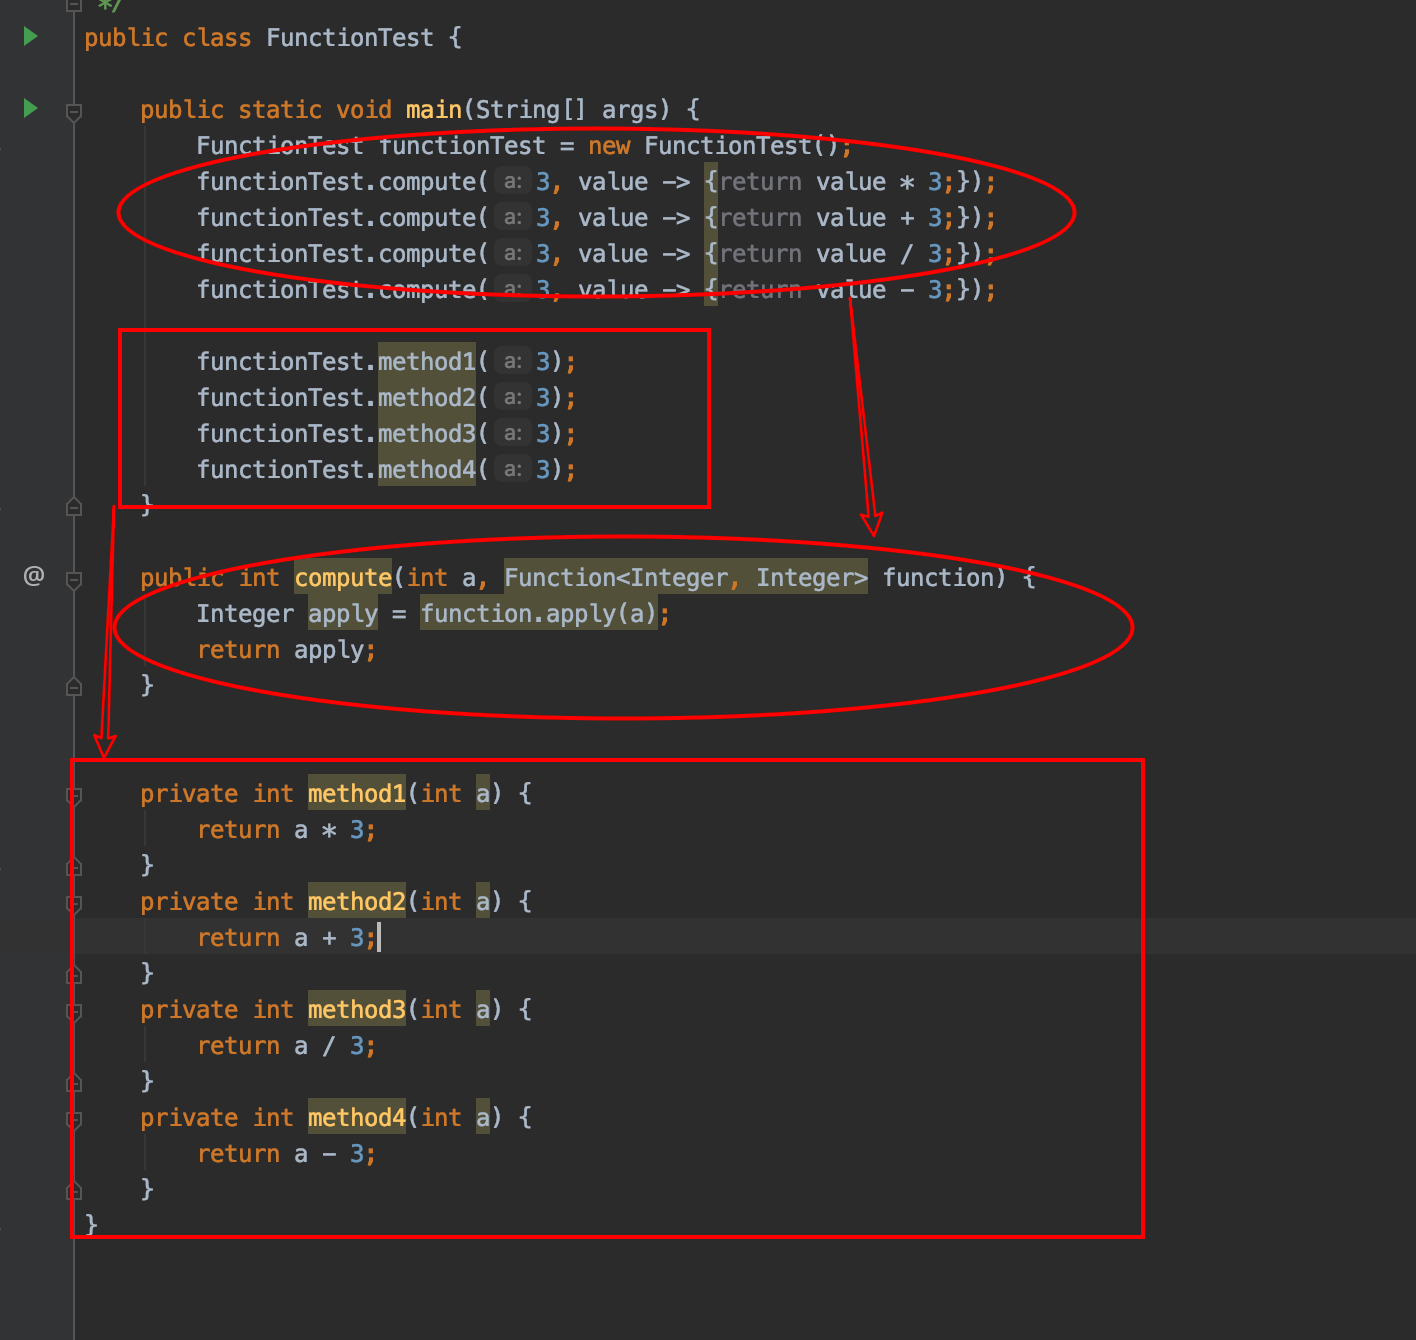 */
public class FunctionTest {
public static void main(String[] args) {
FunctionTest functionTest = new FunctionTest();
functionTest.compute( a: 3, value -> {return value * 3;});
functionTest.compute( a: 3, value -> {return value + 3;});
functionTest.compute( a: 3, value -> {return value / 3;});
functionTest.compute( a: 3, value -> {return value - 3;});
functionTest.method1( a: 3);
functionTest.method2( a: 3);
functionTest.method3( a: 3);
functionTest.method4( a: 3);
}
@
public int compute(int a, Function<Integer, Integer> function) {
Integer apply = function.apply(a);
return apply;
}
private int method1(int a) {
return a * 3;
}
private int method2(int a) {
return a + 3;
}
private int method3(int a) {
return a / 3;
}
private int method4(int a) {
return a - 3;
}
}